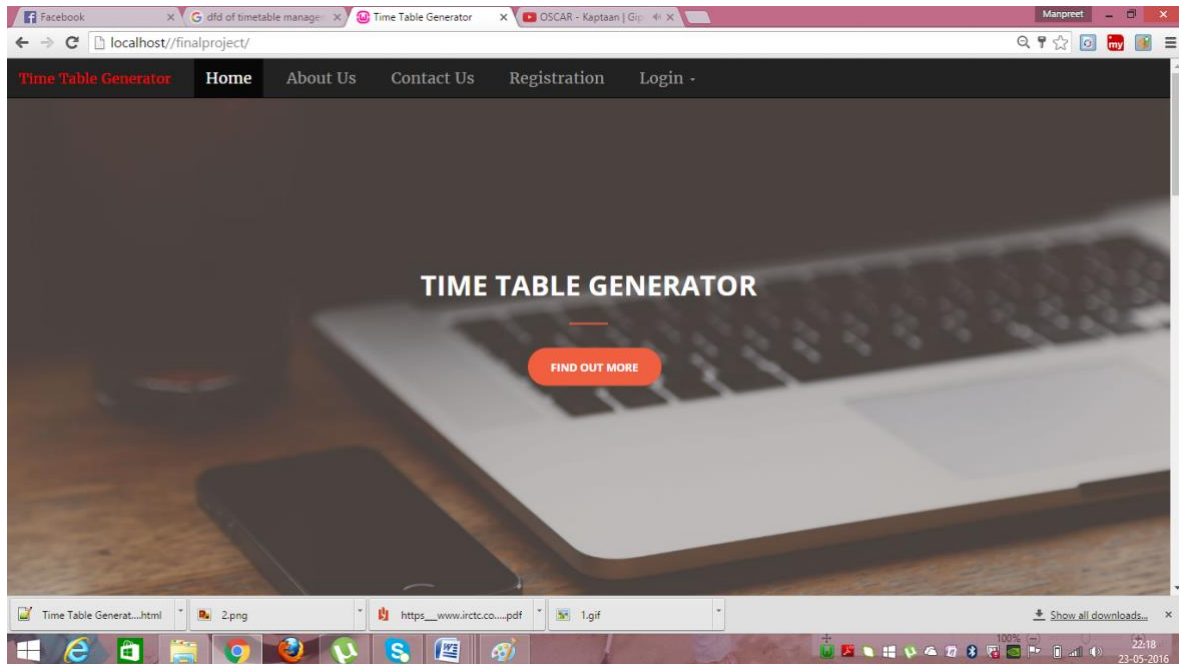 Facebook
dfd of timetable manage
Time Table Generator
OSCAR - Kaptaan | Gip
Manpreet
localhost//finalproject/
Time Table Generator
Home
About Us
Contact Us
Registration
Login
TIME TABLE GENERATOR
FIND OUT MORE
Time Table Generat....html
2.png
https__www.irctc.co.....pdf
1.gif
Show all downloads...
100%
22:18
23-05-2016